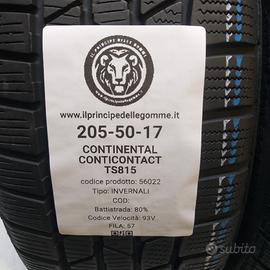 IL PRINCIPE DELLE GOMME
www.ilprincipedellegomme.it
205-50-17
CONTINENTAL
CONTICONTACT
TS815
codice prodotto: 56022
Tipo: INVERNALI
COD:
Battistrada: 80%
Codice Velocità: 93V
FILA: 57
subito